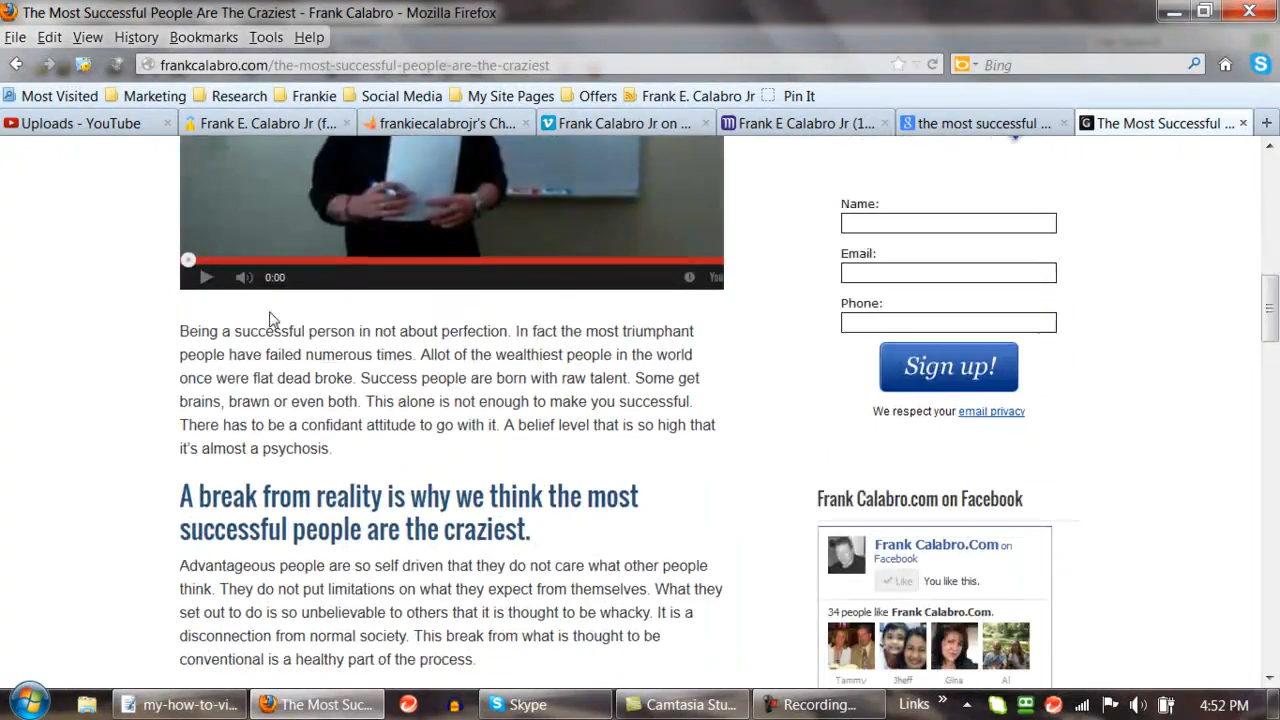 The Most Successful People Are The Craziest - Frank Calabro - Mozilla Firefox
File Edit View History Bookmarks Tools Help
frankcalabro.com/the-most-successful-people-are-the-craziest
Bing
Most Visited Marketing Research Frankie Social Media My Site Pages Offers Frank E. Calabro Jr Pin It
Uploads - YouTube
Frank E. Calabro Jr (f...
frankiecalabrojr's Ch...
Frank Calabro Jr on ...
Frank E Calabro Jr (1...
the most successful ...
The Most Successful ...
0:00
You
Being a successful person in not about perfection. In fact the most triumphant
people have failed numerous times. Allot of the wealthiest people in the world
once were flat dead broke. Success people are born with raw talent. Some get
brains, brawn or even both. This alone is not enough to make you successful.
There has to be a confidant attitude to go with it. A belief level that is so high that
it's almost a psychosis.
A break from reality is why we think the most
successful people are the craziest.
Advantageous people are so self driven that they do not care what other people
think. They do not put limitations on what they expect from themselves. What they
set out to do is so unbelievable to others that it is thought to be whacky. It is a
disconnection from normal society. This break from what is thought to be
conventional is a healthy part of the process.
Name:
Email:
Phone:
Sign up!
We respect your email privacy
Frank Calabro.com on Facebook
Frank Calabro.Com on
Facebook
Like You like this.
34 people like Frank Calabro.Com.
Tammy Jheff Gina Al
my-how-to-vi...
The Most Suc...
Skype
Camtasia Stu...
Recording...
Links
4:52 PM